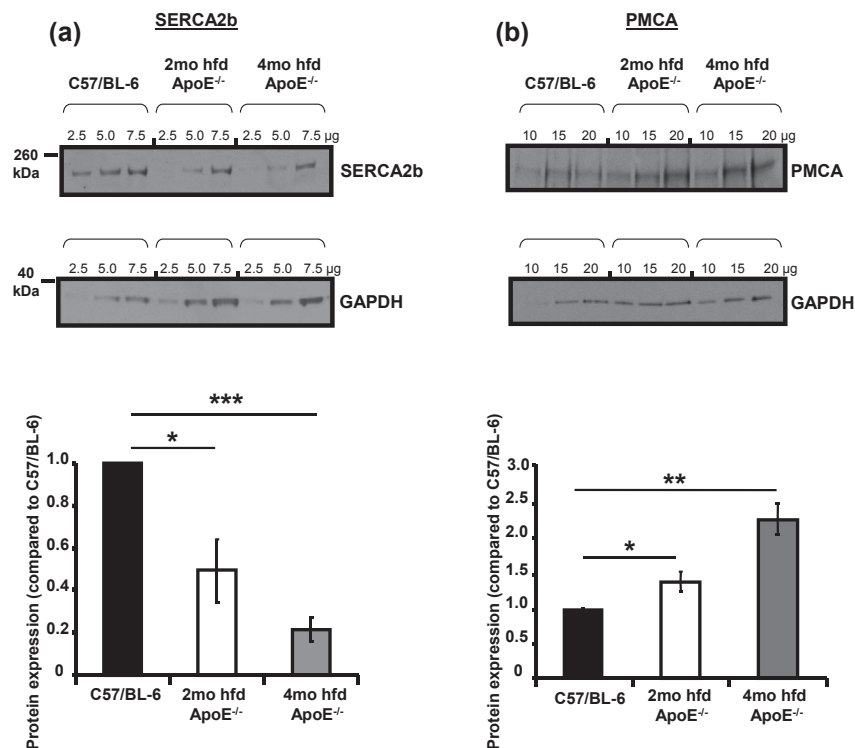 SERCA2b
(a)
C57/BL-6
2mo hfd
ApoE-/-
4mo hfd
ApoE-/-
2.5 5.0 7.5 2.5 5.0 7.5 2.5 5.0 7.5 µg
260
kDa
SERCA2b
2.5 5.0 7.5 2.5 5.0 7.5 2.5 5.0 7.5 µg
40
kDa
GAPDH
Protein expression (compared to C57/BL-6)
***
*
1.0
0.8
0.6
0.4
0.2
0
C57/BL-6
2mo hfd
ApoE-/-
4mo hfd
ApoE-/-
PMCA
(b)
C57/BL-6
2mo hfd
ApoE-/-
4mo hfd
ApoE-/-
10 15 20 10 15 20 10 15 20 µg
PMCA
10 15 20 10 15 20 10 15 20 µg
GAPDH
Protein expression (compared to C57/BL-6)
**
*
3.0
2.5
2.0
1.5
1.0
0.5
0
C57/BL-6
2mo hfd
ApoE-/-
4mo hfd
ApoE-/-